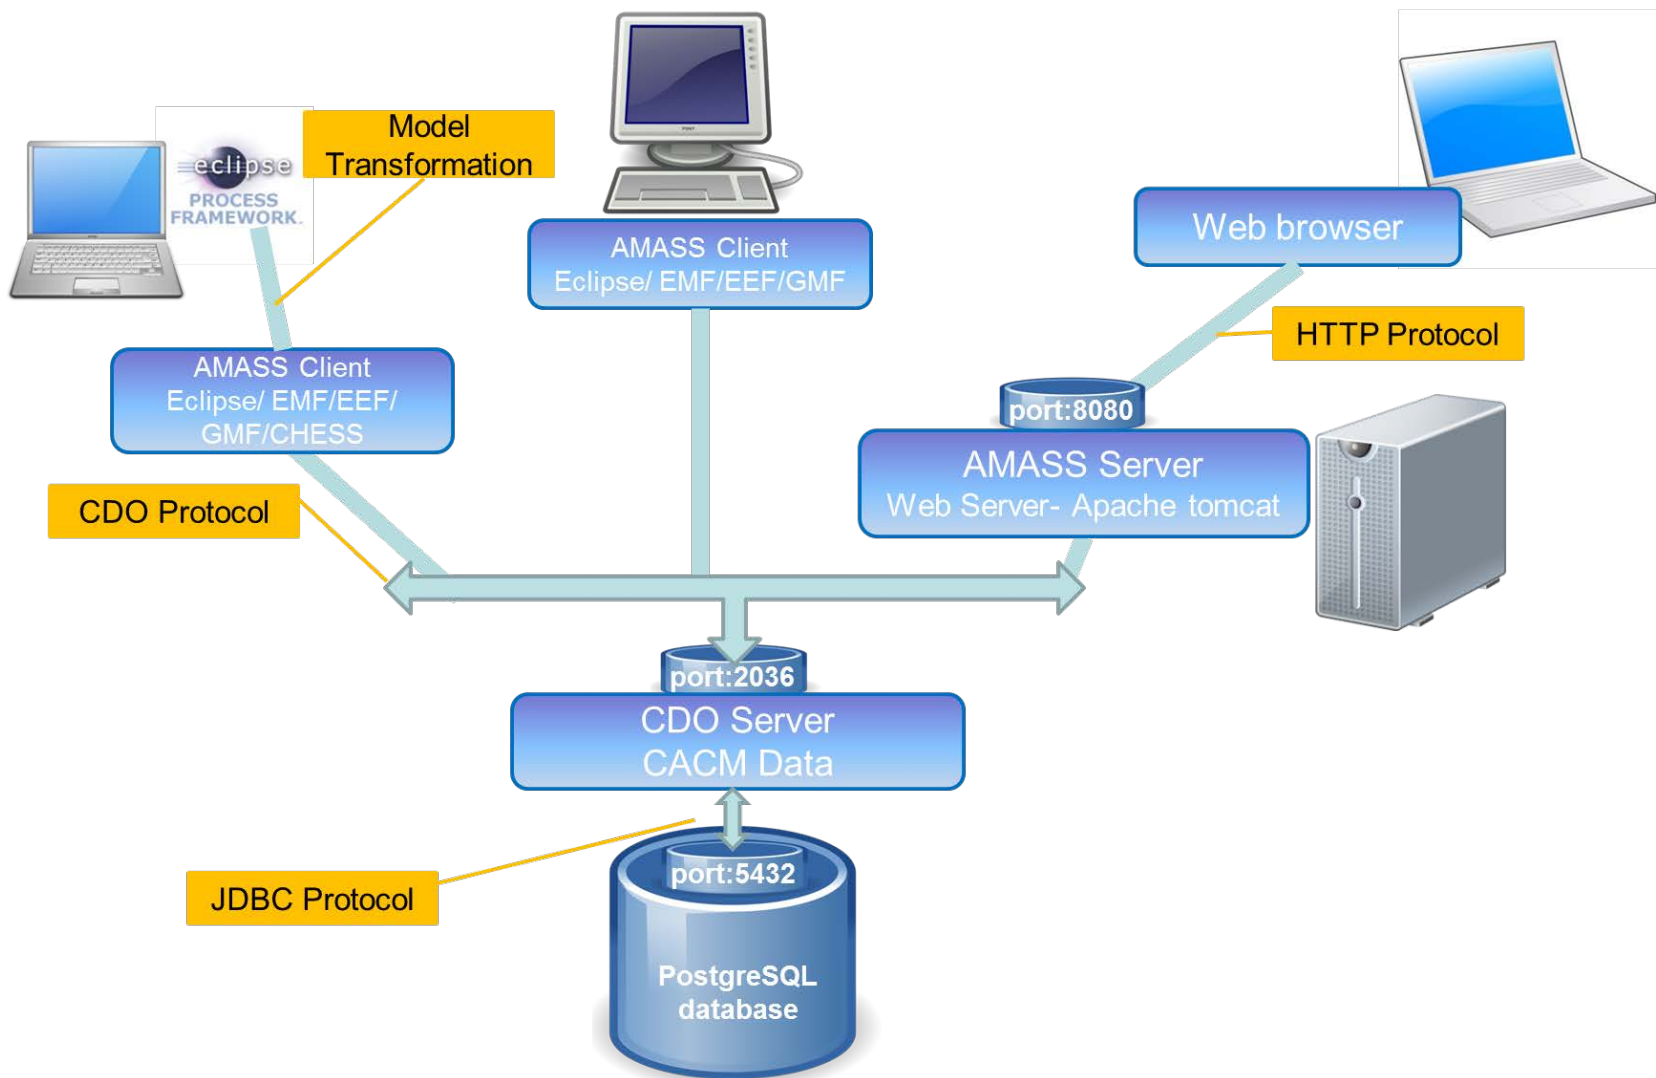 Model
Transformation
eclipse
PROCESS
FRAMEWORK
AMASS Client
Eclipse/ EMF/EEF/GMF
Web browser
HTTP Protocol
AMASS Client
Eclipse/ EMF/EEF/
GMF/CHESS
port:8080
AMASS Server
Web Server- Apache tomcat
CDO Protocol
port:2036
CDO Server
CACM Data
JDBC Protocol
port:5432
PostgreSQL
database